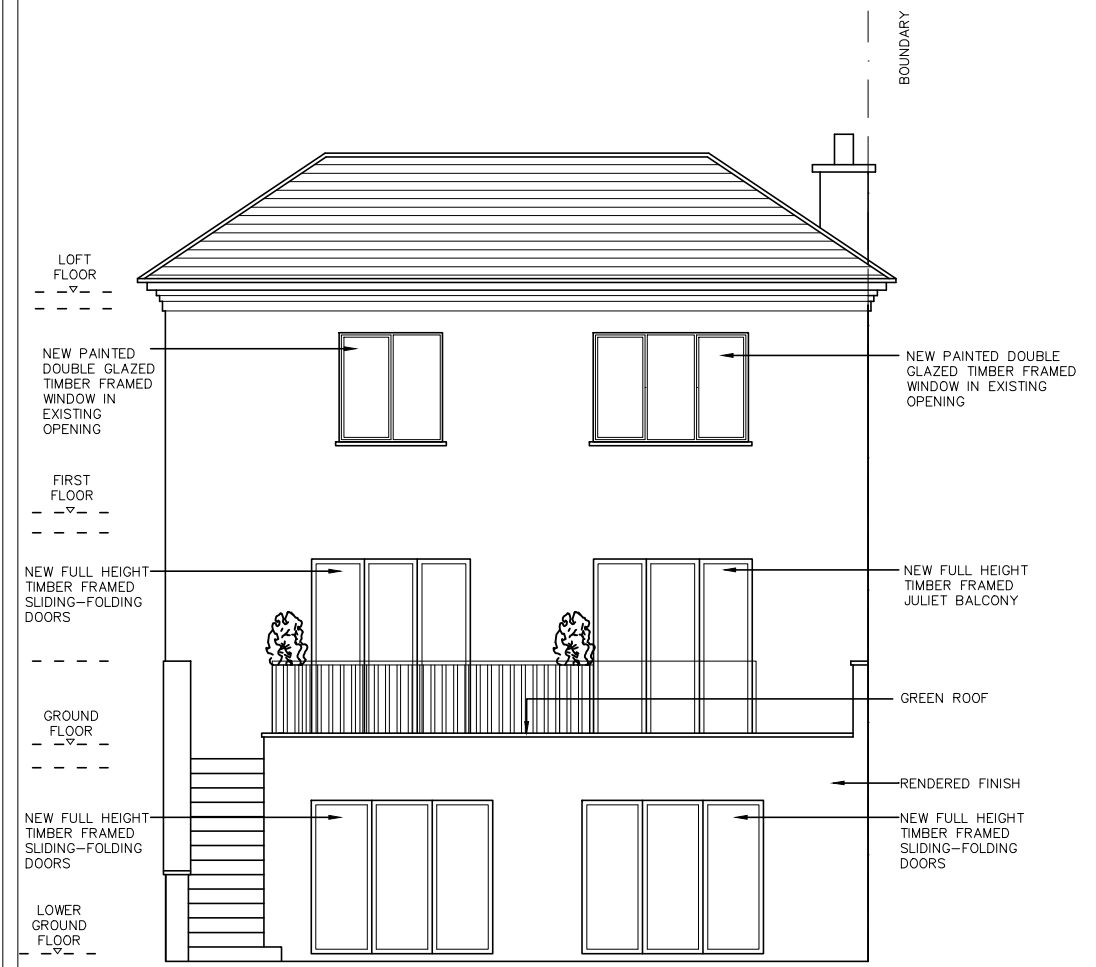 BOUNDARY
LOFT
FLOOR
NEW PAINTED
DOUBLE GLAZED
TIMBER FRAMED
WINDOW IN
EXISTING
OPENING
NEW PAINTED DOUBLE
GLAZED TIMBER FRAMED
WINDOW IN EXISTING
OPENING
FIRST
FLOOR
NEW FULL HEIGHT
TIMBER FRAMED
SLIDING-FOLDING
DOORS
NEW FULL HEIGHT
TIMBER FRAMED
JULIET BALCONY
GREEN ROOF
GROUND
FLOOR
RENDERED FINISH
NEW FULL HEIGHT
TIMBER FRAMED
SLIDING-FOLDING
DOORS
NEW FULL HEIGHT
TIMBER FRAMED
SLIDING-FOLDING
DOORS
LOWER
GROUND
FLOOR